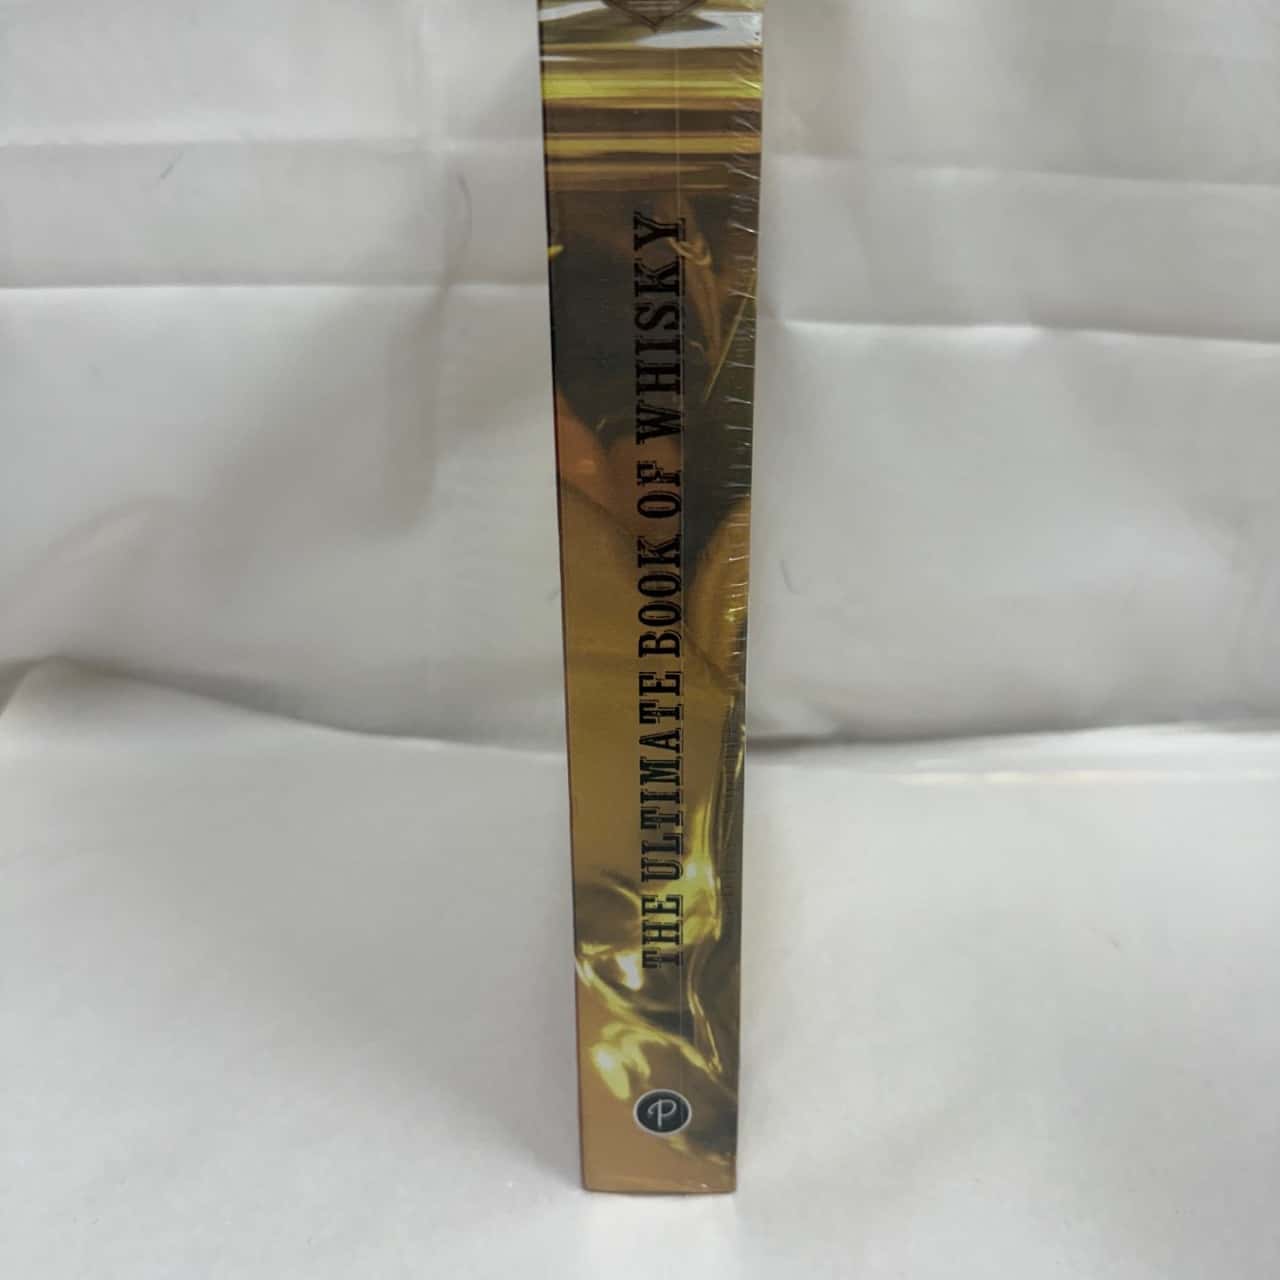 THE ULTIMATE BOOK OF WHISKY
P